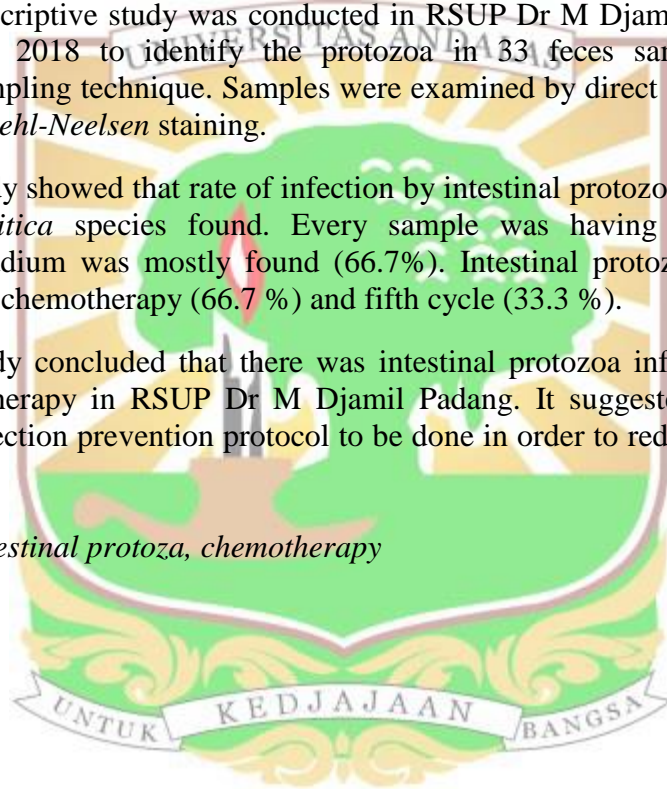 criptive study was conducted in RSUP Dr M Djam
UNIVERSITAS ANDALAS
2018 to identify the protozoa in 33 feces sam
pling technique. Samples were examined by direct
ehl-Neelsen staining.
y showed that rate of infection by intestinal protozo
itica species found. Every sample was having
dium was mostly found (66.7%). Intestinal protoz
chemotherapy (66.7 %) and fifth cycle (33.3 %).
dy concluded that there was intestinal protozoa inf
herapy in RSUP Dr M Djamil Padang. It suggeste
ection prevention protocol to be done in order to red
estinal protoza, chemotherapy
UNTUK KEDJAJAAN BANGSA